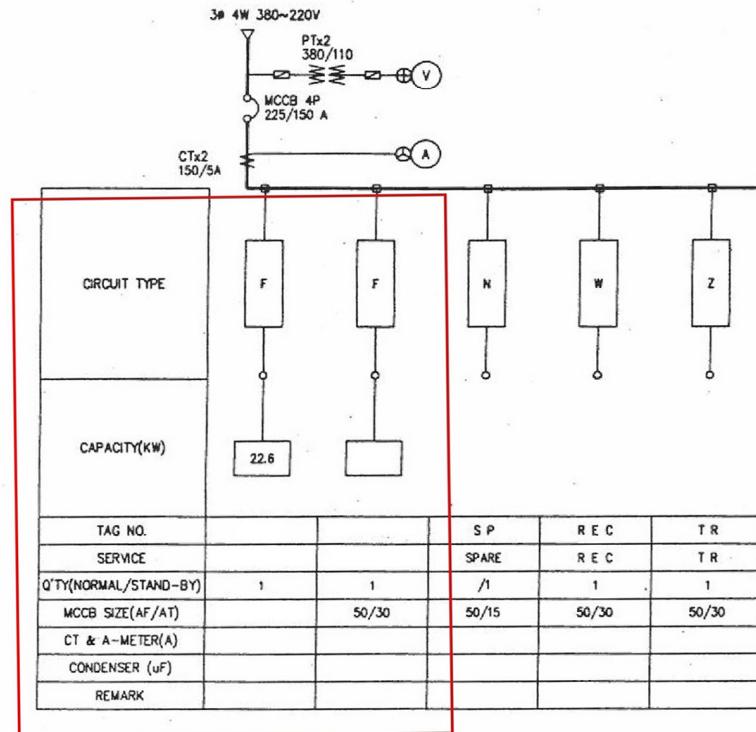 3ø 4W 380~220V
PTx2
380/110
V
MCCB 4P
225/150 A
CTx2
150/5A
A
CIRCUIT TYPE
F F N W Z
CAPACITY(KW)
22.6
TAG NO. S P R E C T R
SERVICE SPARE R E C T R
Q'TY(NORMAL/STAND-BY) 1 1 /1 1 1
MCCB SIZE(AF/AT) 50/30 50/15 50/30 50/30
CT & A-METER(A)
CONDENSER (uF)
REMARK